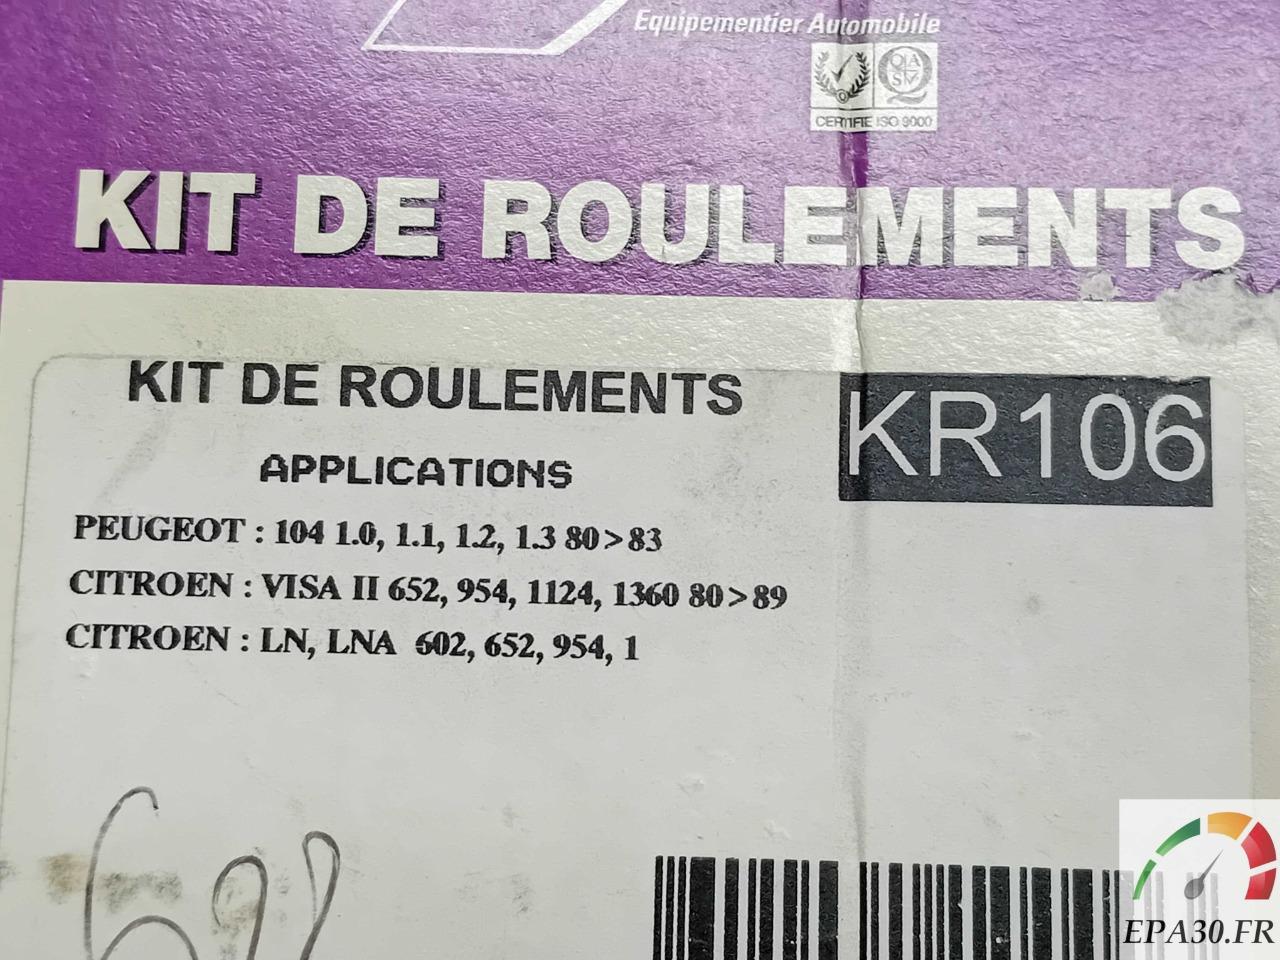 Equipementier Automobile
CERTIFIE ISO 9000
KIT DE ROULEMENTS
KIT DE ROULEMENTS
KR106
APPLICATIONS
PEUGEOT : 104 1.0, 1.1, 1.2, 1.3 80>83
CITROEN : VISA II 652, 954, 1124, 1360 80>89
CITROEN : LN, LNA 602, 652, 954, 1
EPA30.FR